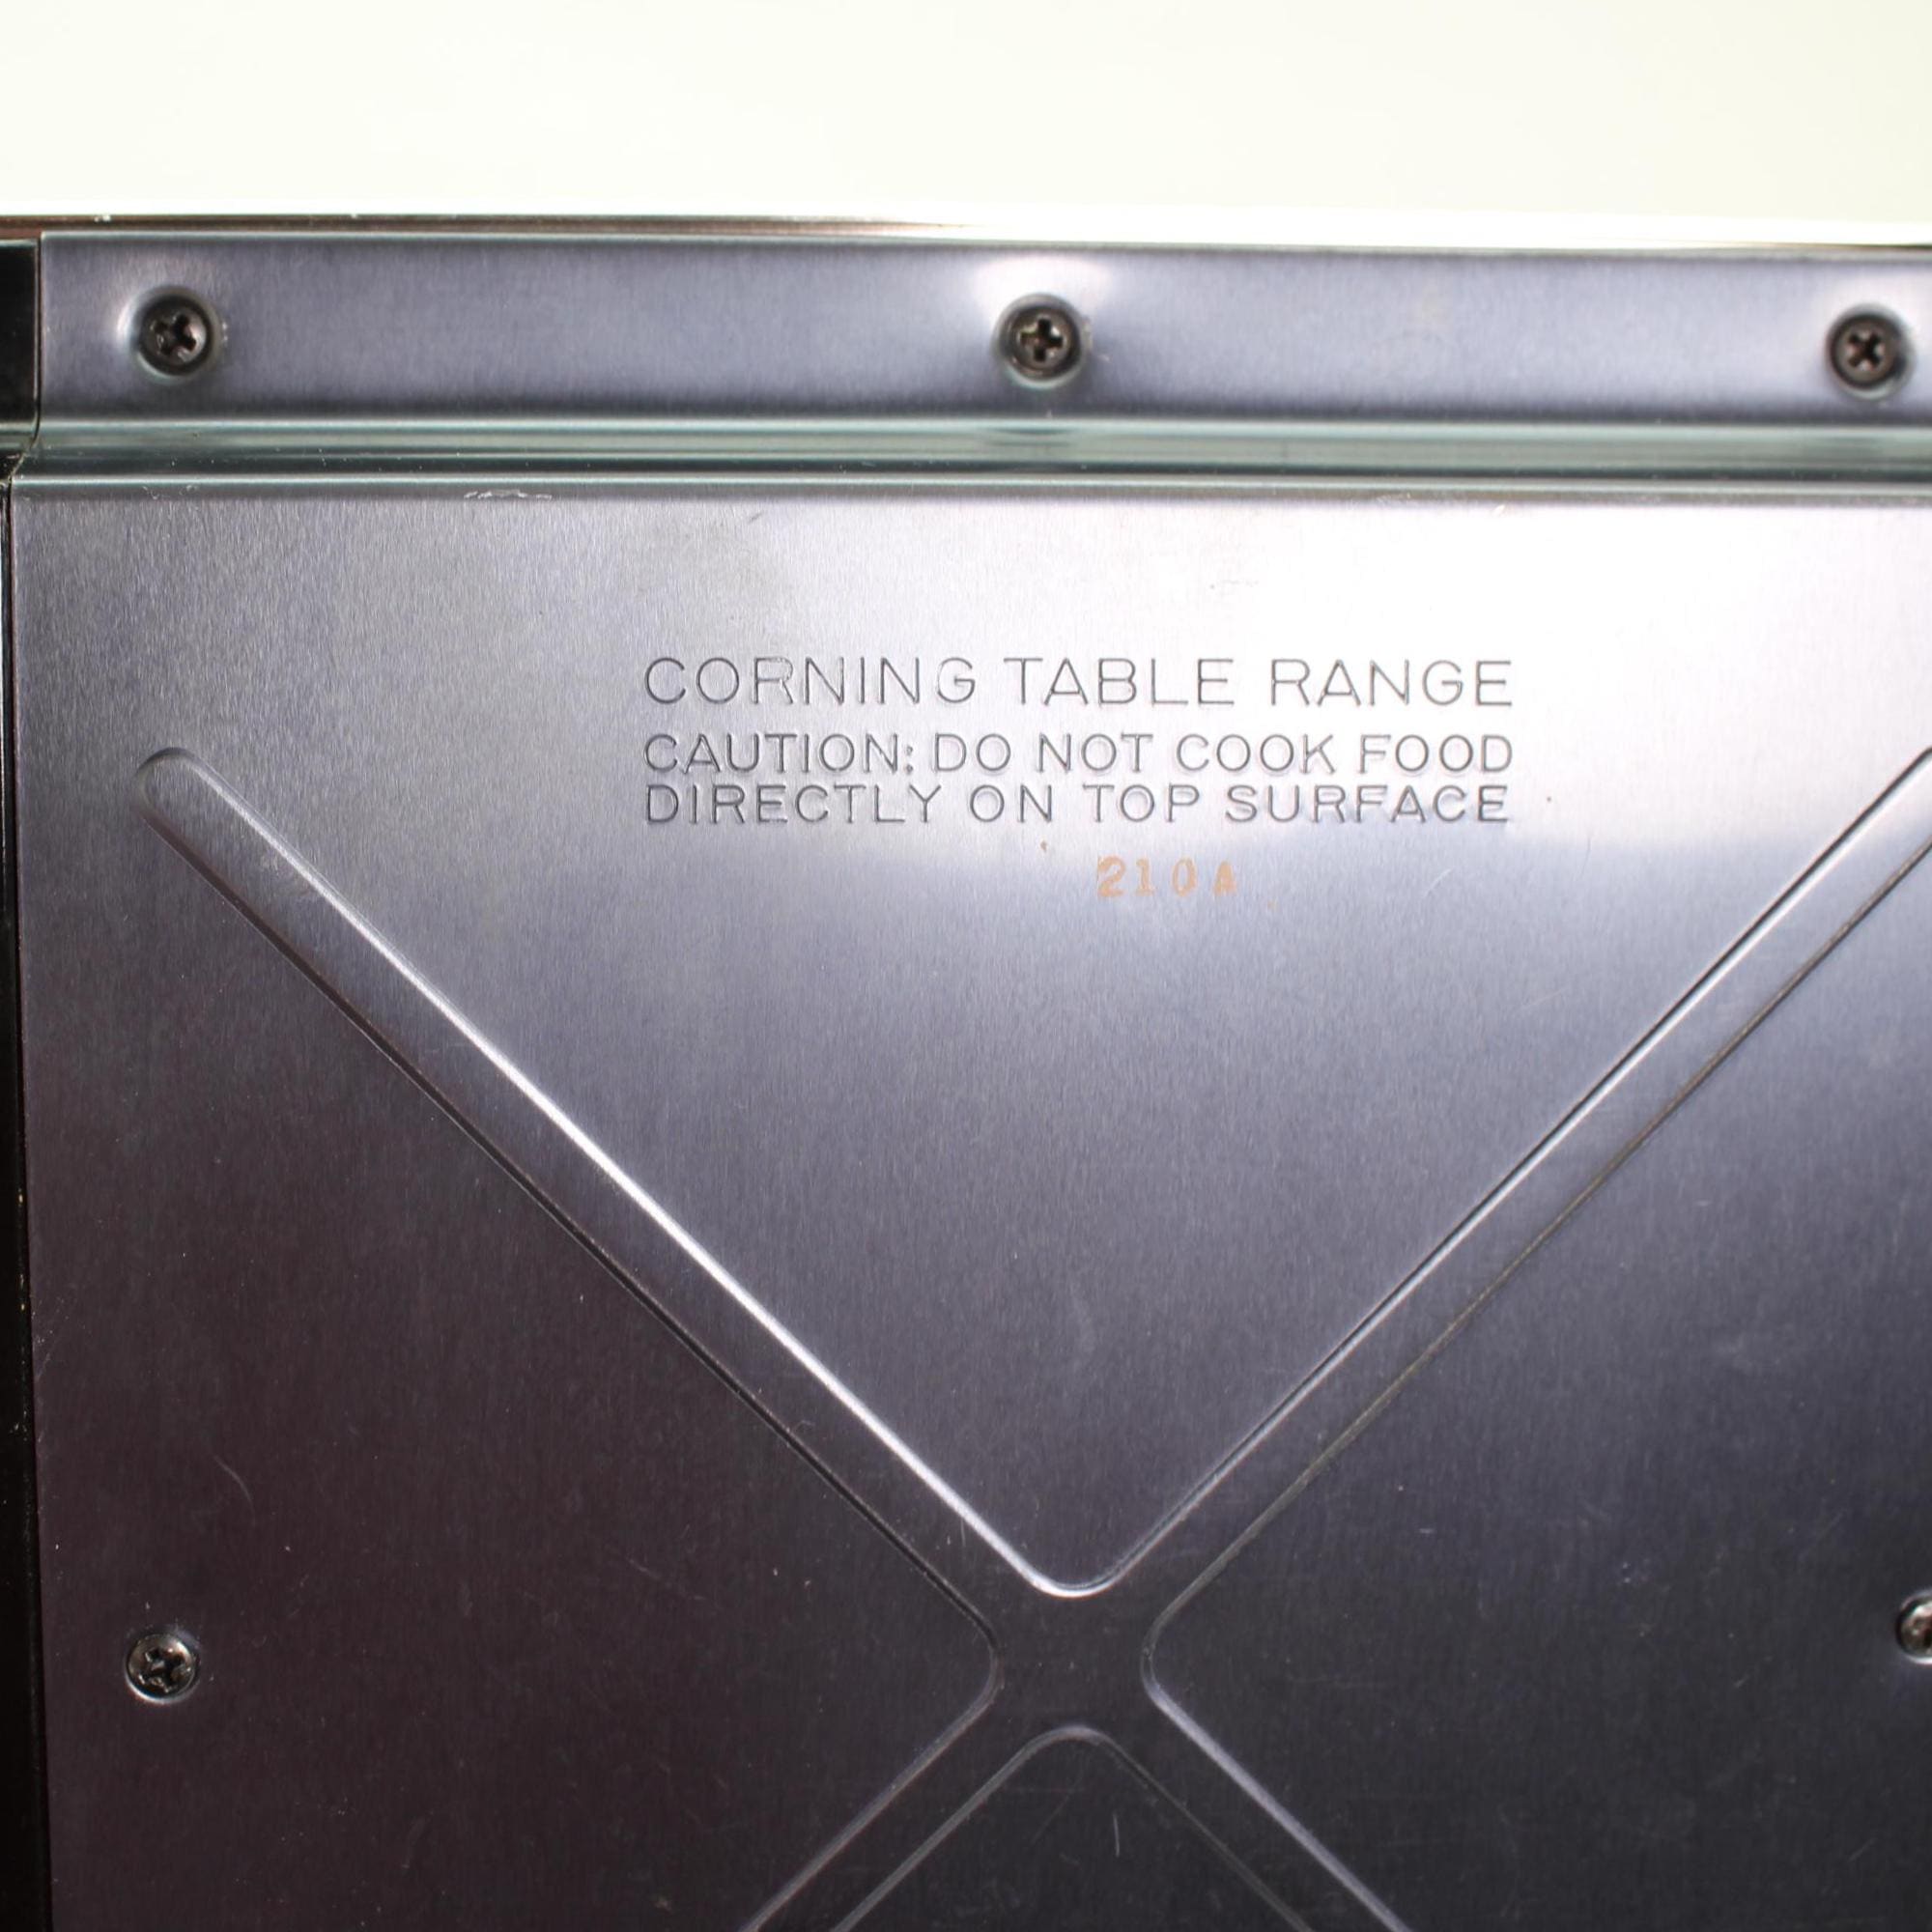 CORNING TABLE RANGE
CAUTION: DO NOT COOK FOOD
DIRECTLY ON TOP SURFACE
210A